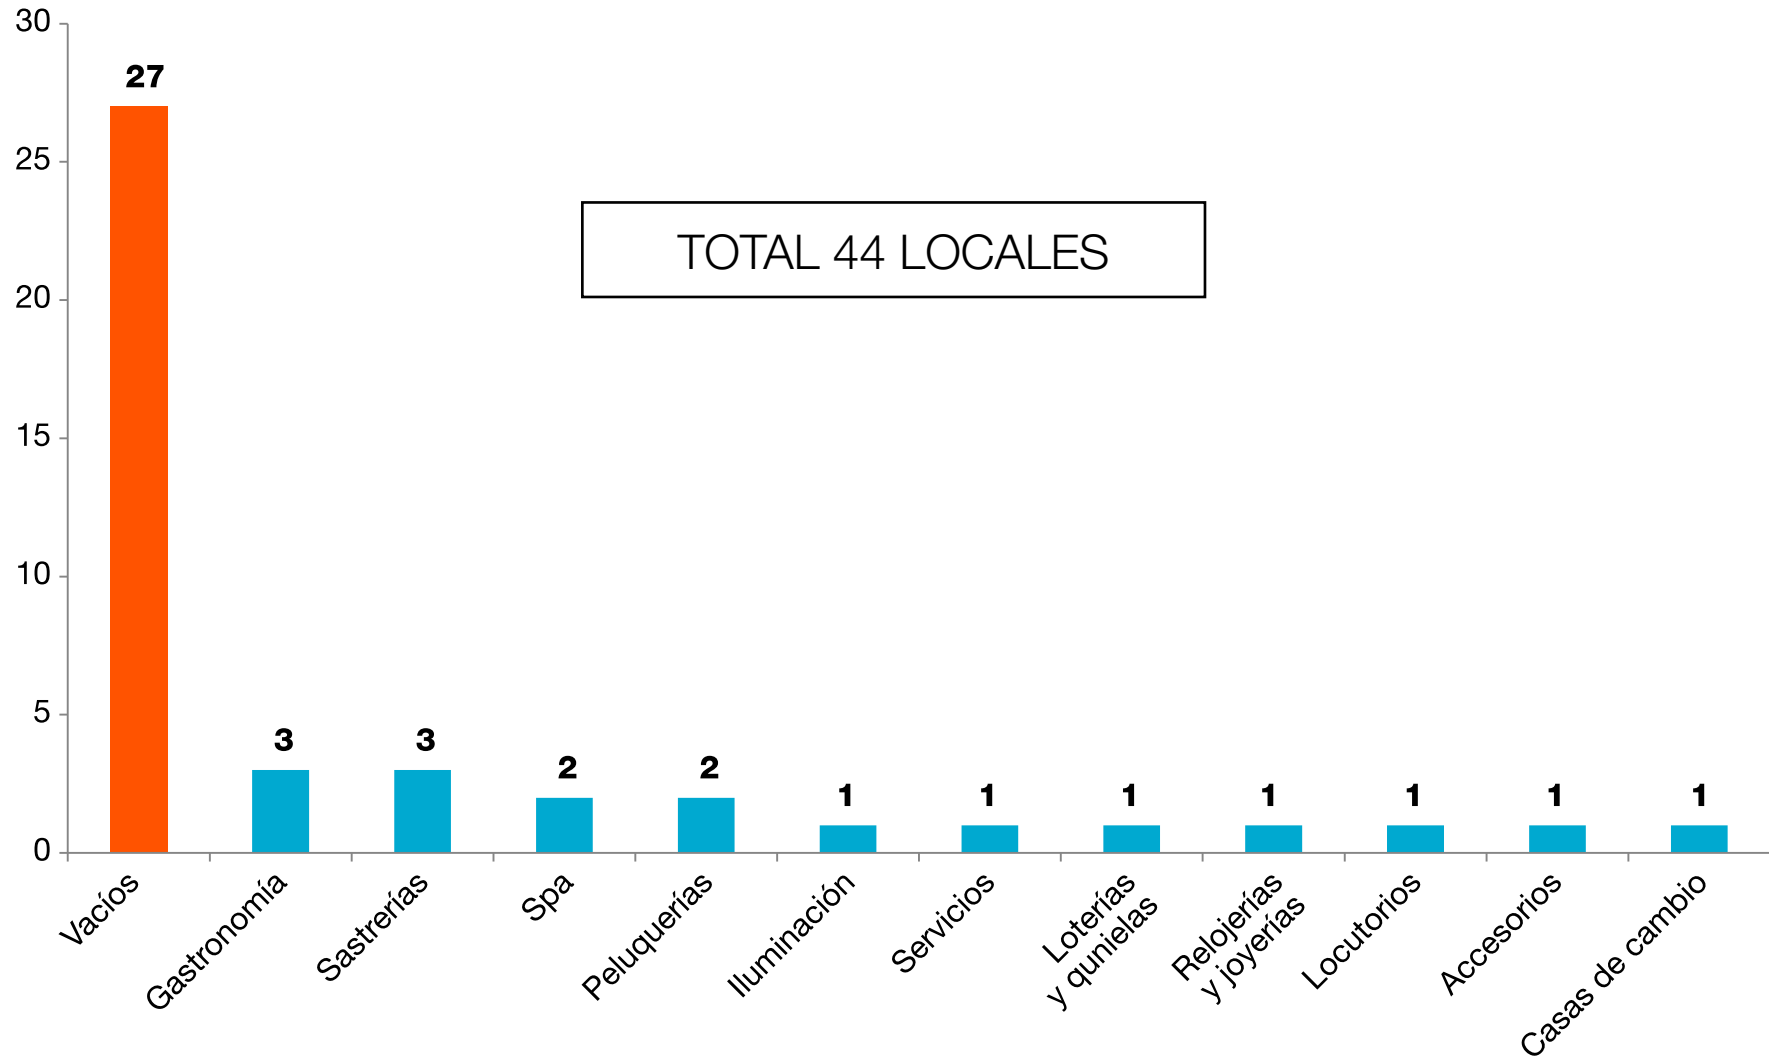 30
25
20
15
10
5
0
27
3
3
2
2
1
1
1
1
1
1
1
TOTAL 44 LOCALES
Vacíos
Gastronomía
Sastrerías
Spa
Peluquerías
Iluminación
Servicios
Loterías
y qunielas
Relojerías
y joyerías
Locutorios
Accesorios
Casas de cambio